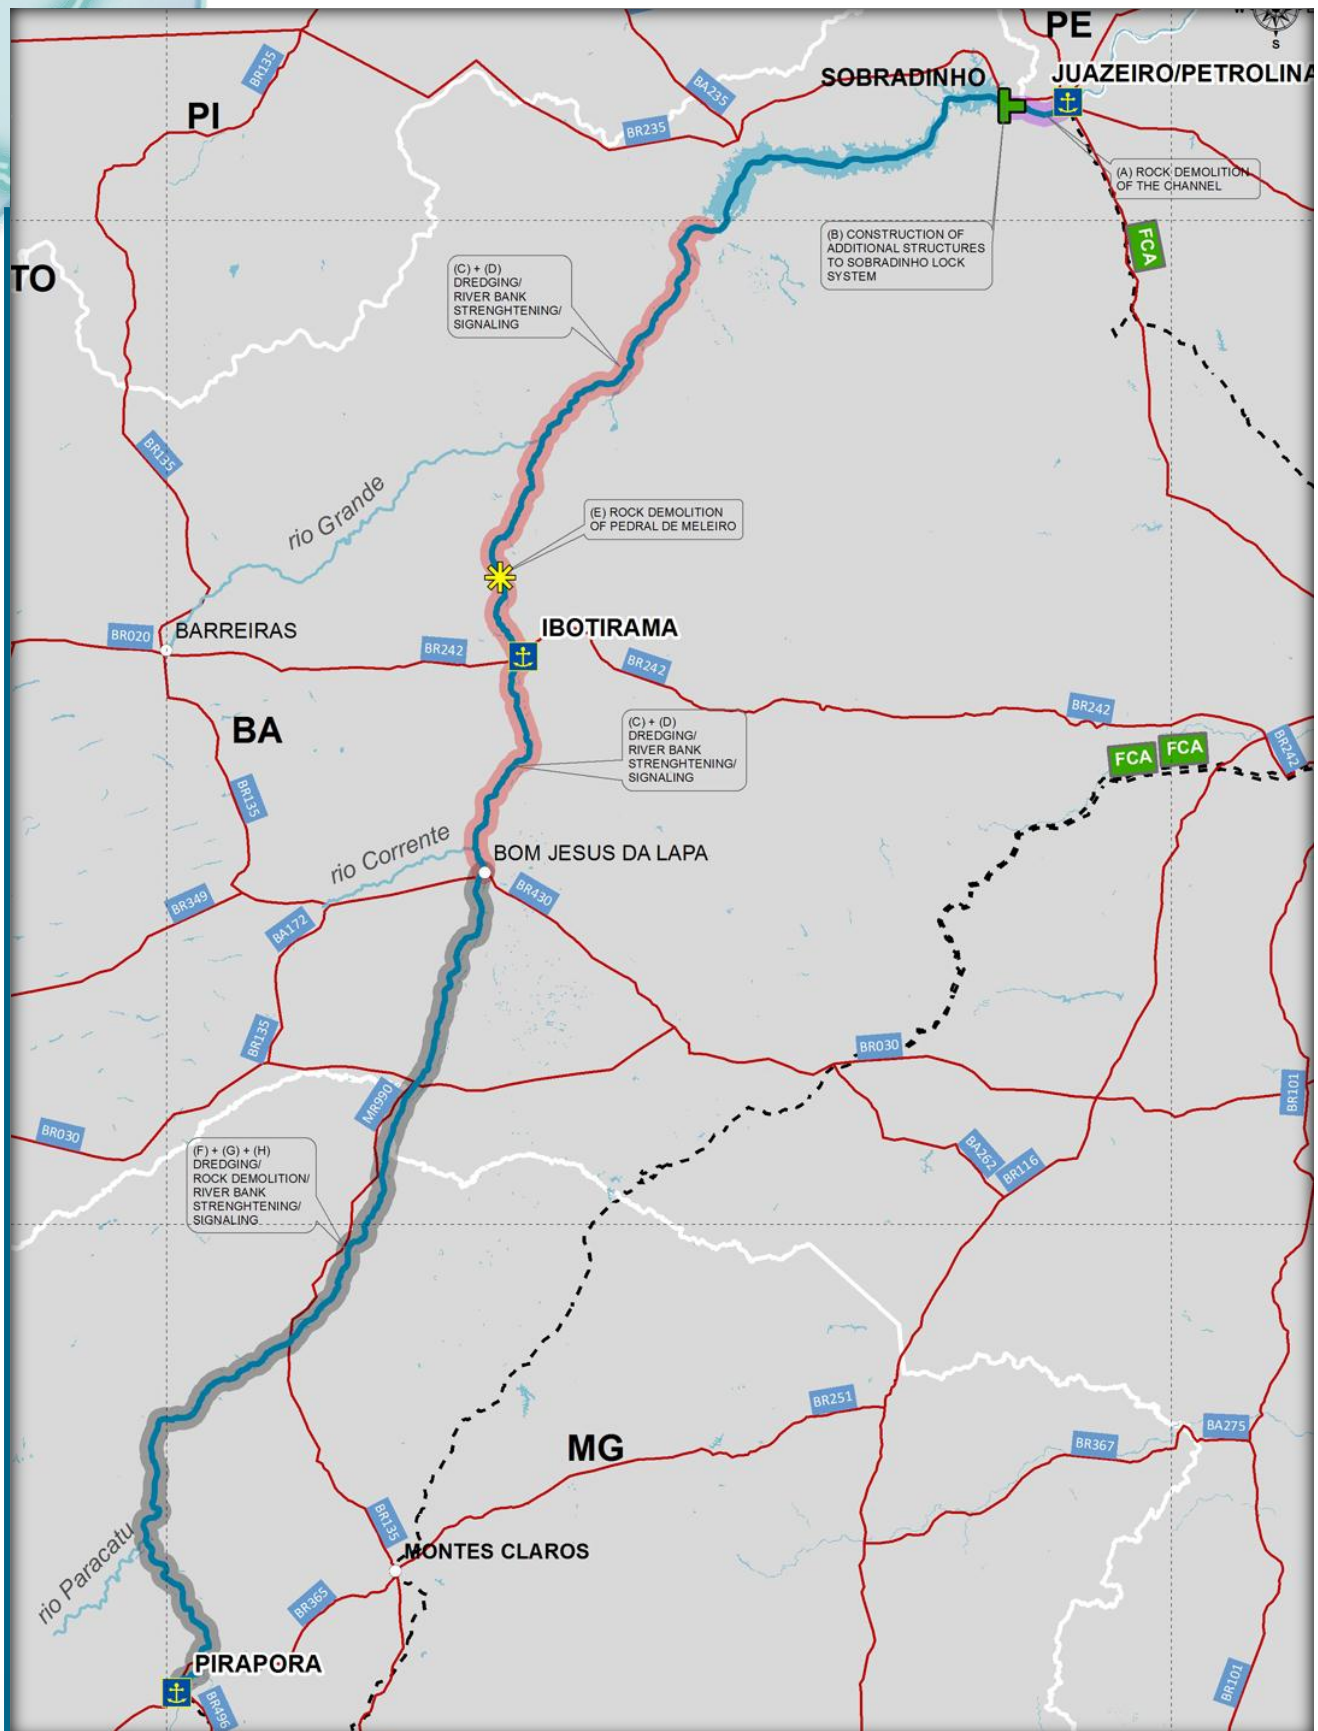 PE
S
SOBRADINHO
JUAZEIRO/PETROLINA
BR135
BA235
PI
BR235
(A) ROCK DEMOLITION
OF THE CHANNEL
(B) CONSTRUCTION OF
ADDITIONAL STRUCTURES
TO SOBRADINHO LOCK
SYSTEM
FCA
TO
(C) + (D)
DREDGING/
RIVER BANK
STRENGHTENING/
SIGNALING
BR135
rio Grande
(E) ROCK DEMOLITION
OF PEDRAL DE MELEIRO
BR020
BARREIRAS
BR242
IBOTIRAMA
BR242
BR242
BA
(C) + (D)
DREDGING/
RIVER BANK
STRENGHTENING/
SIGNALING
FCA
FCA
BR242
BR135
rio Corrente
BOM JESUS DA LAPA
BR349
BA172
BR430
BR135
BR030
BR030
MR990
BR101
(F) + (G) + (H)
DREDGING/
ROCK DEMOLITION/
RIVER BANK
STRENGHTENING/
SIGNALING
BA262
BR116
BR251
MG
BR367
BA275
BR135
MONTES CLAROS
rio Paracatu
BR365
PIRAPORA
BR496
BR101